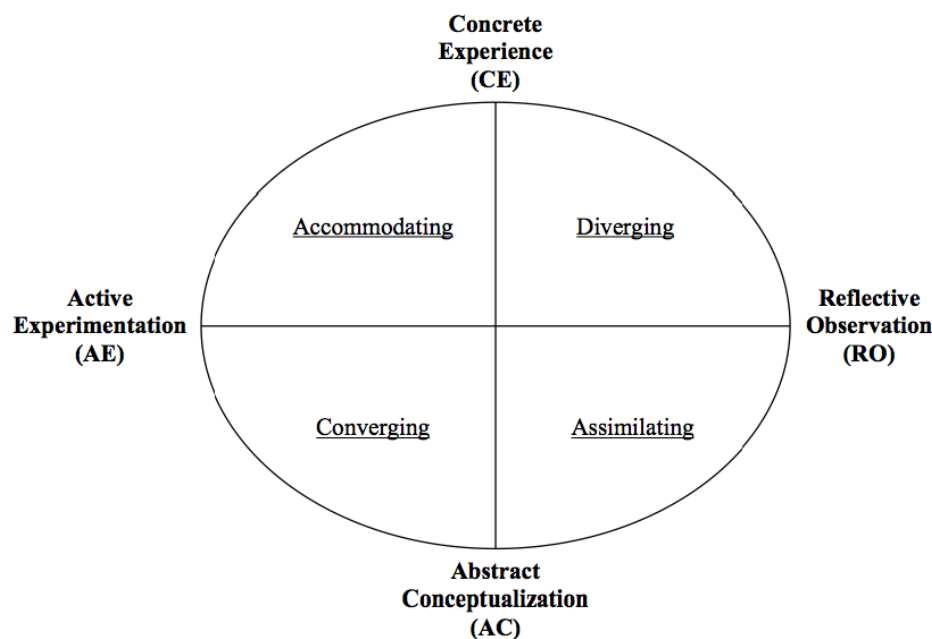 Concrete
Experience
(CE)
Accommodating
Diverging
Active
Experimentation
(AE)
Reflective
Observation
(RO)
Converging
Assimilating
Abstract
Conceptualization
(AC)